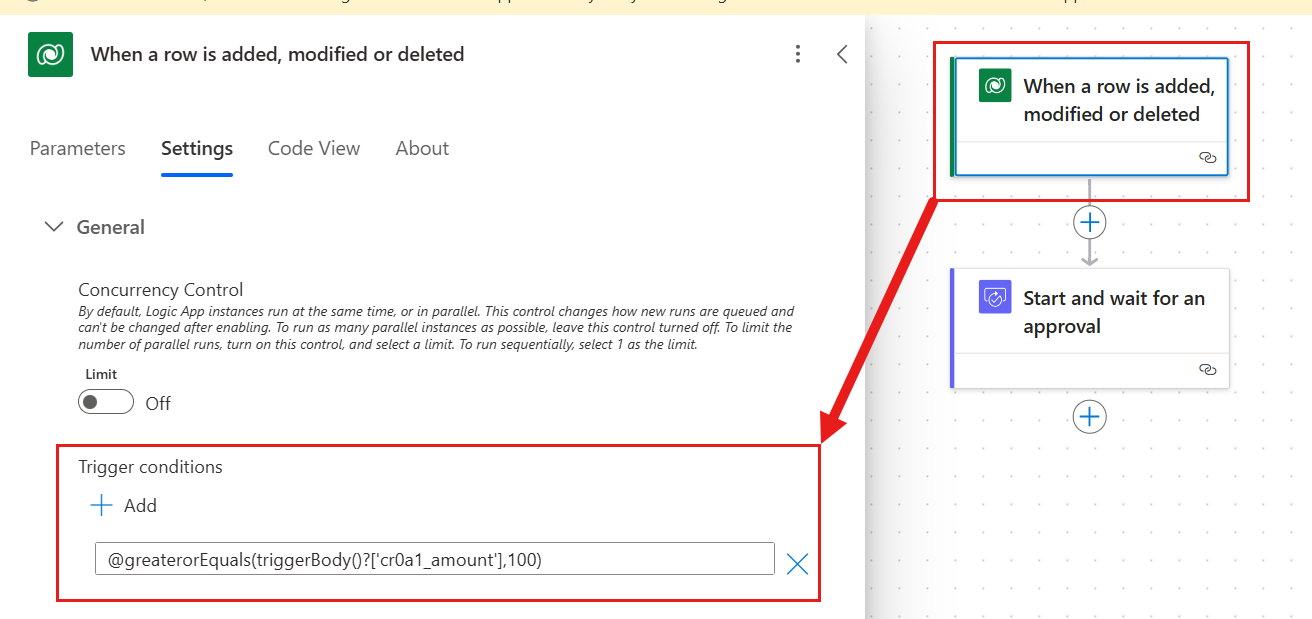 When a row is added, modified or deleted
Parameters
Settings
Code View
About
General
Concurrency Control
By default, Logic App instances run at the same time, or in parallel. This control changes how new runs are queued and
can't be changed after enabling. To run as many parallel instances as possible, leave this control turned off. To limit the
number of parallel runs, turn on this control, and select a limit. To run sequentially, select 1 as the limit.
Limit
Off
Trigger conditions
Add
@greaterorEquals(triggerBody()?['cr0a1_amount'],100)
When a row is added,
modified or deleted
Start and wait for an
approval